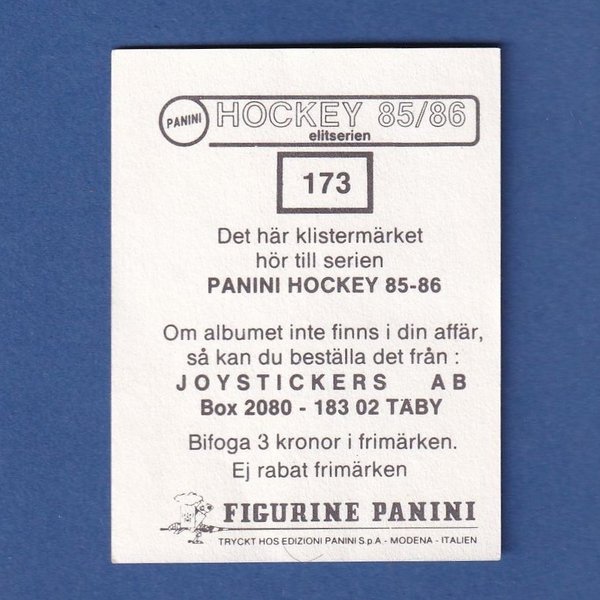 PANINI HOCKEY 85/86
elitserien
173
Det här klistermärket
hör till serien
PANINI HOCKEY 85-86
Om albumet inte finns i din affär,
så kan du beställa det från :
JOYSTICKERS AB
Box 2080 - 183 02 TÄBY
Bifoga 3 kronor i frimärken.
Ej rabat frimärken
FIGURINE PANINI
TRYCKT HOS EDIZIONI PANINI S.p.A - MODENA - ITALIEN